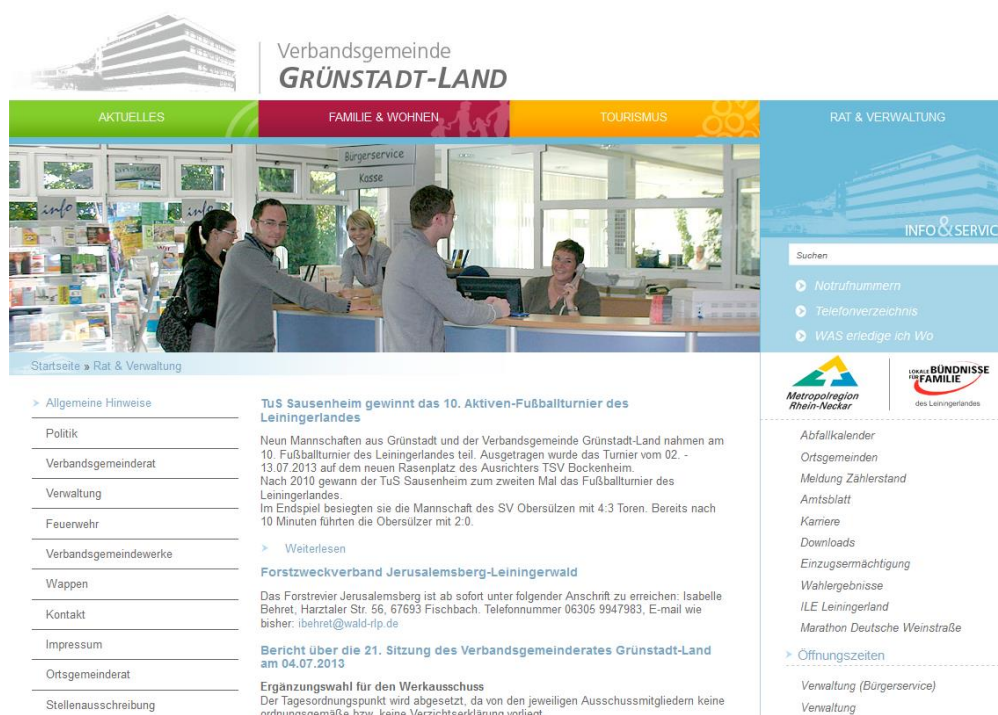 Verbandsgemeinde
GRÜNSTADT-LAND
AKTUELLES
FAMILIE & WOHNEN
TOURISMUS
RAT & VERWALTUNG
Bürgerservice
Kasse
info
info
INFO & SERVIC
Suchen
Notrufnummern
Telefonverzeichnis
WAS erledige ich Wo
Startseite » Rat & Verwaltung
Metropolregion
Rhein-Neckar
LOKALE BÜNDNISSE
FÜR FAMILIE
des Leiningerlandes
Allgemeine Hinweise
Politik
Verbandsgemeinderat
Verwaltung
Feuerwehr
Verbandsgemeindewerke
Wappen
Kontakt
Impressum
Ortsgemeinderat
Stellenausschreibung
TuS Sausenheim gewinnt das 10. Aktiven-Fußballturnier des
Leiningerlandes
Neun Mannschaften aus Grünstadt und der Verbandsgemeinde Grünstadt-Land nahmen am
10. Fußballturnier des Leiningerlandes teil. Ausgetragen wurde das Turnier vom 02. -
13.07.2013 auf dem neuen Rasenplatz des Ausrichters TSV Bockenheim.
Nach 2010 gewann der TuS Sausenheim zum zweiten Mal das Fußballturnier des
Leiningerlandes.
Im Endspiel besiegten sie die Mannschaft des SV Obersülzen mit 4:3 Toren. Bereits nach
10 Minuten führten die Obersülzer mit 2:0.
Weiterlesen
Forstzweckverband Jerusalemsberg-Leiningerwald
Das Forstrevier Jerusalemsberg ist ab sofort unter folgender Anschrift zu erreichen: Isabelle
Behret, Harztaler Str. 56, 67693 Fischbach. Telefonnummer 06305 9947983, E-mail wie
bisher: ibehret@wald-rlp.de
Bericht über die 21. Sitzung des Verbandsgemeinderates Grünstadt-Land
am 04.07.2013
Ergänzungswahl für den Werkausschuss
Der Tagesordnungspunkt wird abgesetzt, da von den jeweiligen Ausschussmitgliedern keine
ordnungsgemäße bzw. keine Verzichtserklärung vorliegt.
Abfallkalender
Ortsgemeinden
Meldung Zählerstand
Amtsblatt
Karriere
Downloads
Einzugsermächtigung
Wahlergebnisse
ILE Leiningerland
Marathon Deutsche Weinstraße
Öffnungszeiten
Verwaltung (Bürgerservice)
Verwaltung